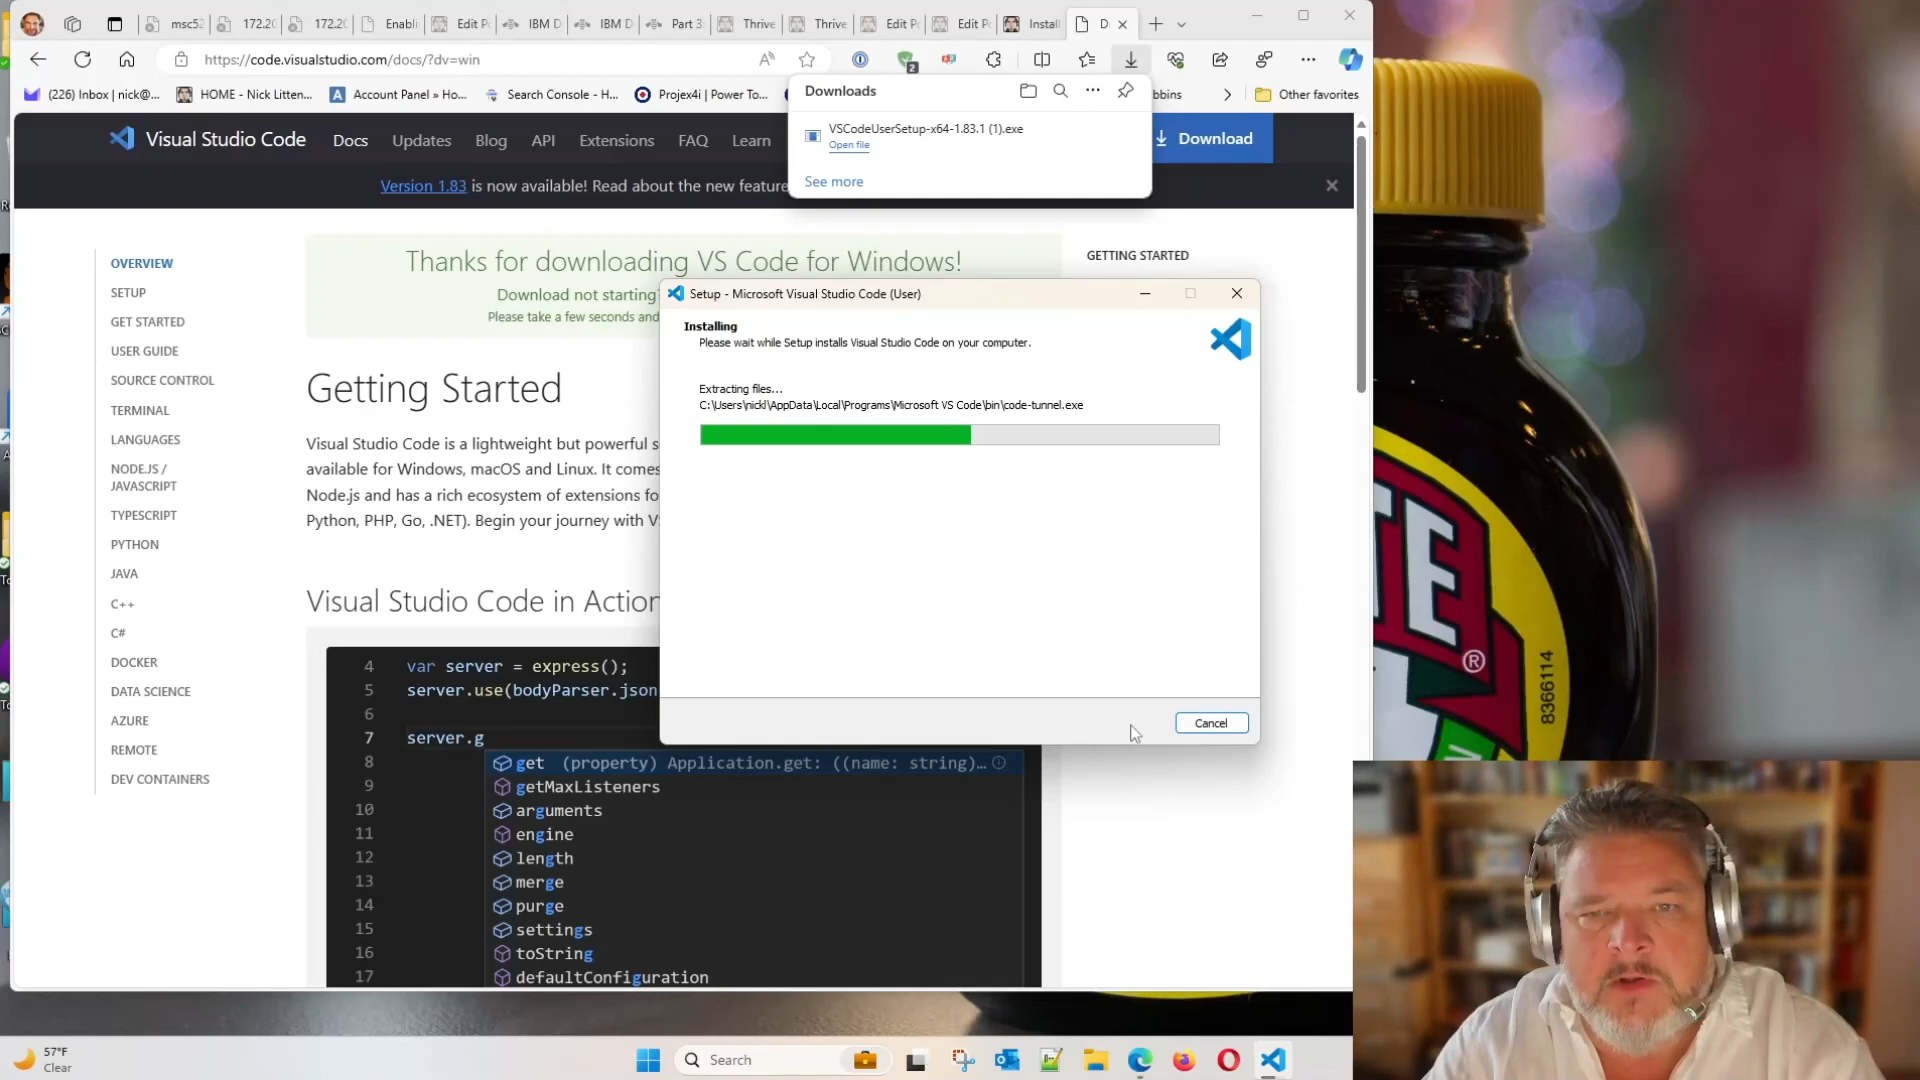 msc52
172.20
172.20
Enabli
Edit Po
IBM D
IBM D
Part 3:
Thrive
Thrive
Edit Po
Edit Po
Install
D
https://code.visualstudio.com/docs/?dv=win
2
(226) Inbox | nick@...
HOME - Nick Litten...
Account Panel » Ho...
Search Console - H...
Projex4i | Power To...
bbins
Other favorites
Downloads
VSCodeUserSetup-x64-1.83.1 (1).exe
Open file
See more
Visual Studio Code
Docs
Updates
Blog
API
Extensions
FAQ
Learn
Download
Version 1.83 is now available! Read about the new feature
Thanks for downloading VS Code for Windows!
Download not starting?
Please take a few seconds and
OVERVIEW
SETUP
GET STARTED
USER GUIDE
SOURCE CONTROL
TERMINAL
LANGUAGES
NODE.JS /
JAVASCRIPT
TYPESCRIPT
PYTHON
JAVA
C++
C#
DOCKER
DATA SCIENCE
AZURE
REMOTE
DEV CONTAINERS
GETTING STARTED
Getting Started
Visual Studio Code is a lightweight but powerful s
available for Windows, macOS and Linux. It comes
Node.js and has a rich ecosystem of extensions fo
Python, PHP, Go, .NET). Begin your journey with VS
Visual Studio Code in Action
4 var server = express();
5 server.use(bodyParser.json
6
7 server.g
8 get (property) Application.get: ((name: string)...
9 getMaxListeners
10 arguments
11 engine
12 length
13 merge
14 purge
15 settings
16 toString
17 defaultConfiguration
Setup - Microsoft Visual Studio Code (User)
Installing
Please wait while Setup installs Visual Studio Code on your computer.
Extracting files...
C:\Users\nickl\AppData\Local\Programs\Microsoft VS Code\bin\code-tunnel.exe
Cancel
TE
®
8366114
57°F
Clear
Search